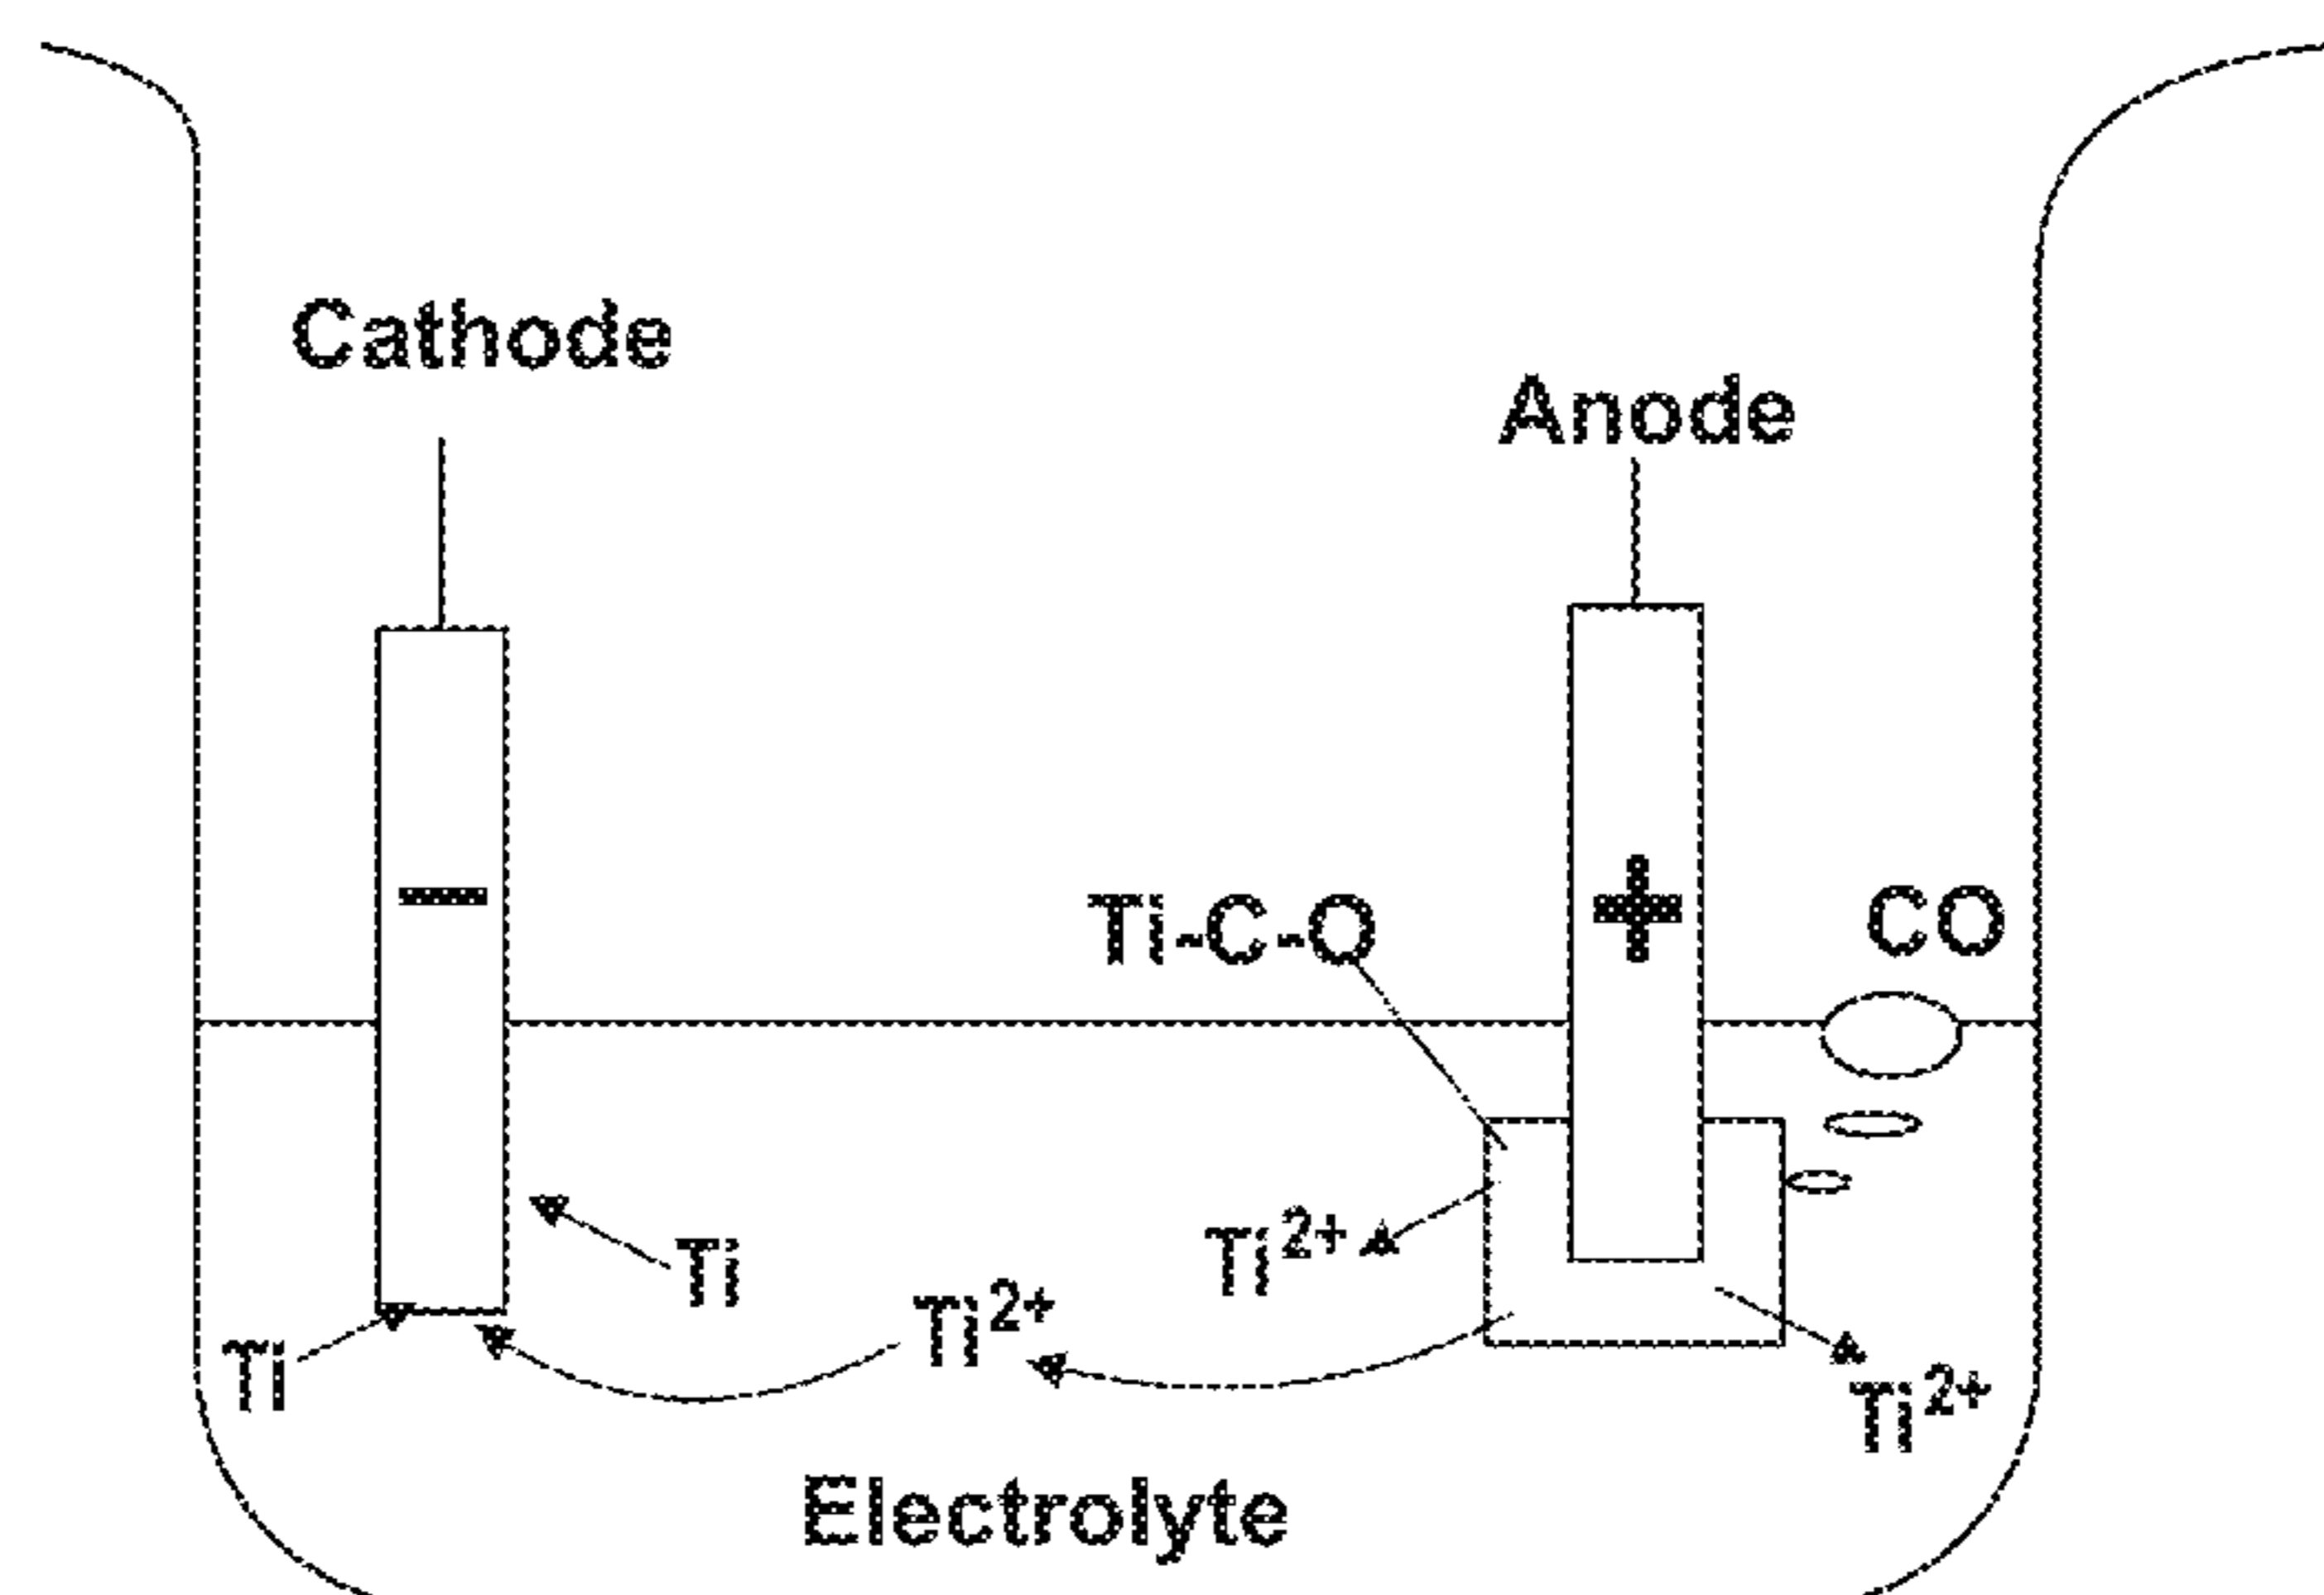 Cathode
Anode
−
+
Ti-C-O
CO
Ti
Ti²⁺
Ti²⁺
Ti
Ti²⁺
Electrolyte